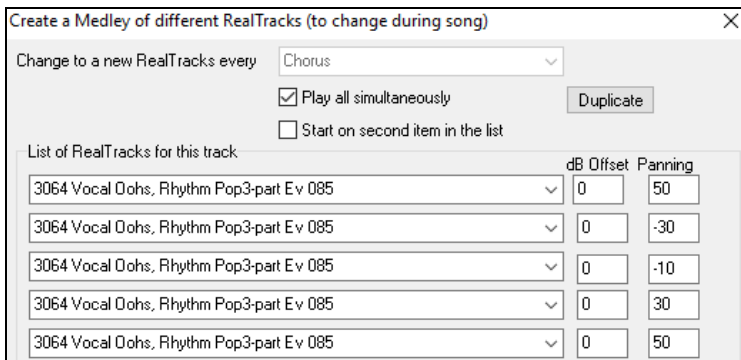 Create a Medley of different RealTracks (to change during song)
Change to a new RealTracks every Chorus
Play all simultaneously Duplicate
Start on second item in the list
List of RealTracks for this track dB Offset Panning
3064 Vocal Oohs, Rhythm Pop3-part Ev 085 0 50
3064 Vocal Oohs, Rhythm Pop3-part Ev 085 0 -30
3064 Vocal Oohs, Rhythm Pop3-part Ev 085 0 -10
3064 Vocal Oohs, Rhythm Pop3-part Ev 085 0 30
3064 Vocal Oohs, Rhythm Pop3-part Ev 085 0 50